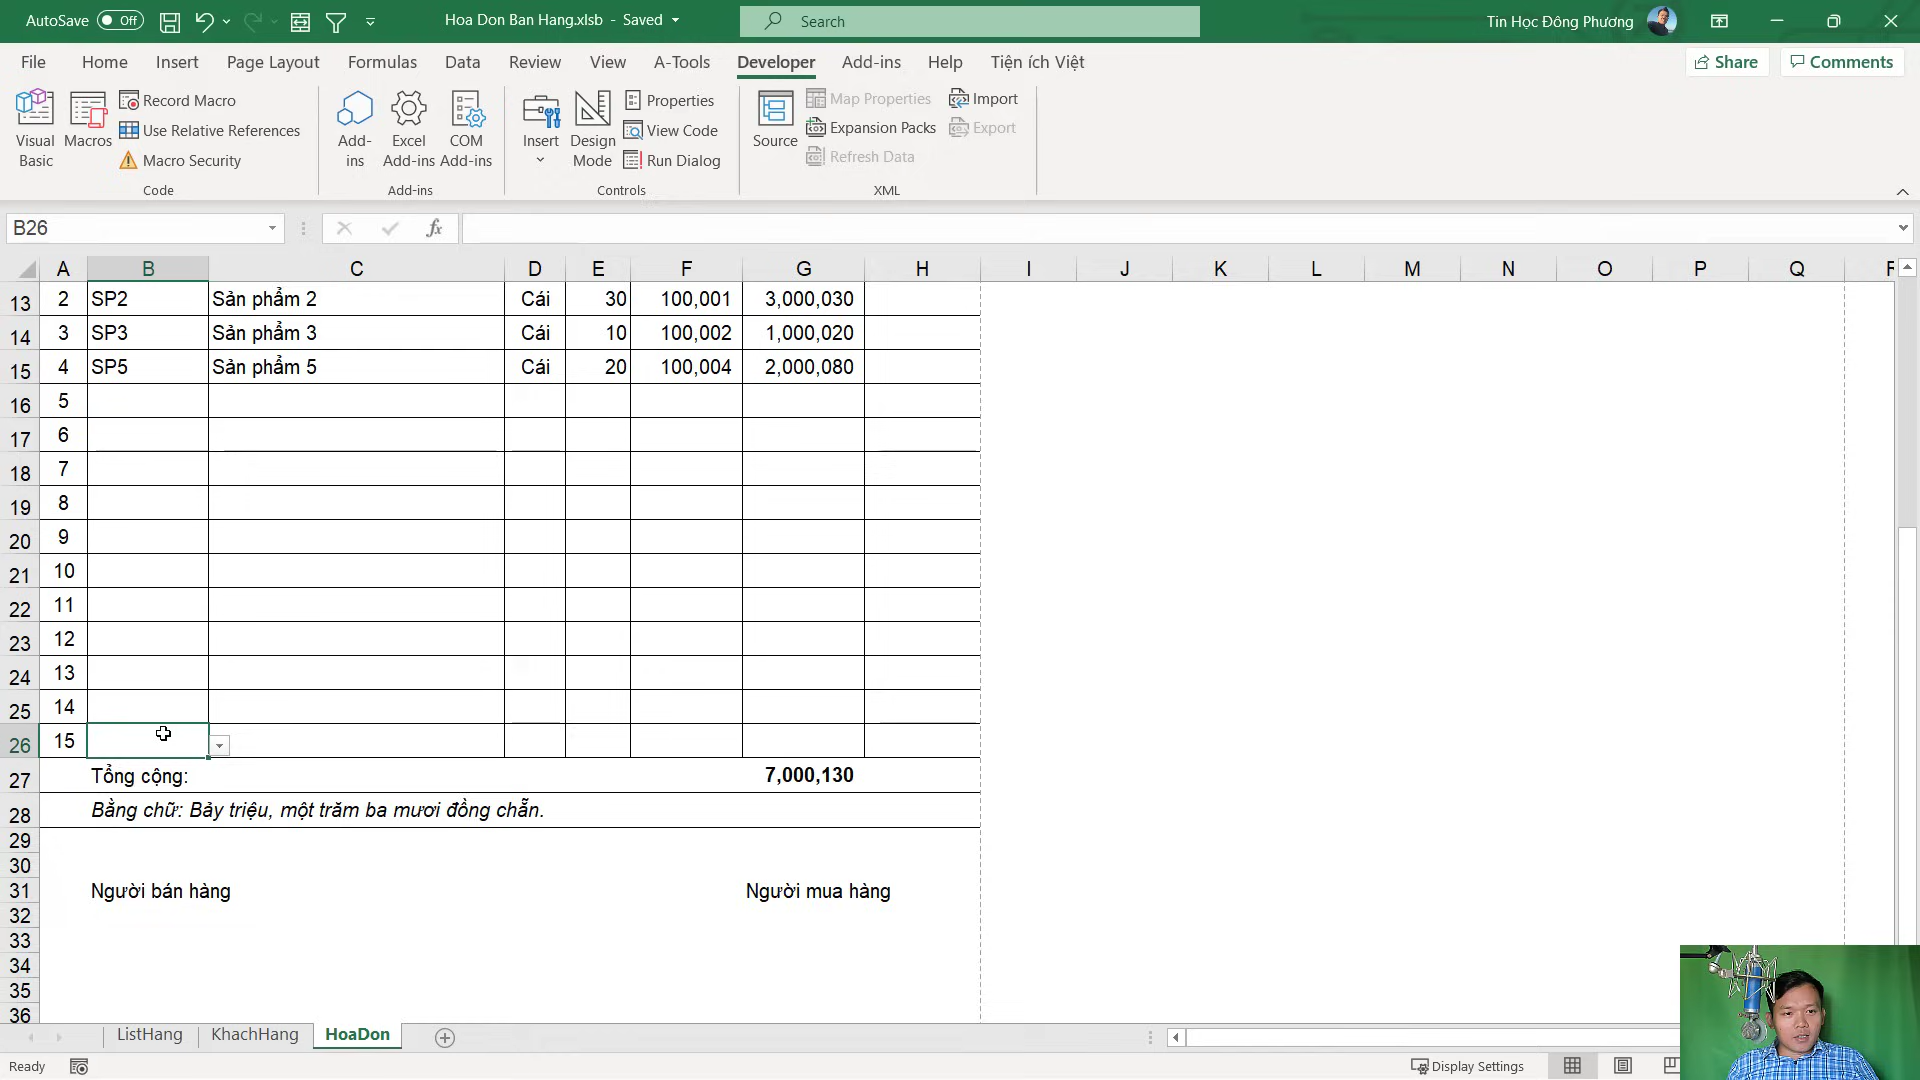 AutoSave Off Hoa Don Ban Hang.xlsb - Saved Search Tin Học Đông Phương
File Home Insert Page Layout Formulas Data Review View A-Tools Developer Add-ins Help Tiện ích Việt Share Comments
Visual Basic
Macros
Record Macro
Use Relative References
Macro Security
Code
Add-ins
Excel Add-ins
COM Add-ins
Add-ins
Insert
Design Mode
Properties
View Code
Run Dialog
Controls
Source
Map Properties
Expansion Packs
Refresh Data
Import
Export
XML
B26 fx
A B C D E F G H I J K L M N O P Q
13 2 SP2 Sản phẩm 2 Cái 30 100,001 3,000,030
14 3 SP3 Sản phẩm 3 Cái 10 100,002 1,000,020
15 4 SP5 Sản phẩm 5 Cái 20 100,004 2,000,080
16 5
17 6
18 7
19 8
20 9
21 10
22 11
23 12
24 13
25 14
26 15
27 Tổng cộng: 7,000,130
28 Bằng chữ: Bảy triệu, một trăm ba mươi đồng chẵn.
29
30
31 Người bán hàng Người mua hàng
32
33
34
35
36
ListHang KhachHang HoaDon
Ready Display Settings